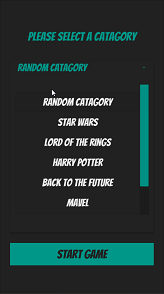 PLEASE SELECT A CATAGORY
RANDOM CATAGORY
RANDOM CATAGORY
STAR WARS
LORD OF THE RINGS
HARRY POTTER
BACK TO THE FUTURE
MAVEL
START GAME